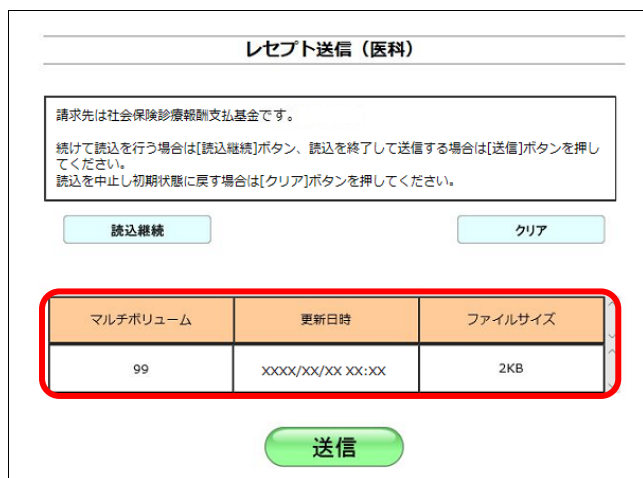 レセプト送信（医科）
請求先は社会保険診療報酬支払基金です。
続けて読込を行う場合は[読込継続]ボタン、読込を終了して送信する場合は[送信]ボタンを押し
てください。
読込を中止し初期状態に戻す場合は[クリア]ボタンを押してください。
読込継続 クリア
マルチボリューム 更新日時 ファイルサイズ
99 XXXX/XX/XX XX:XX 2KB
送信